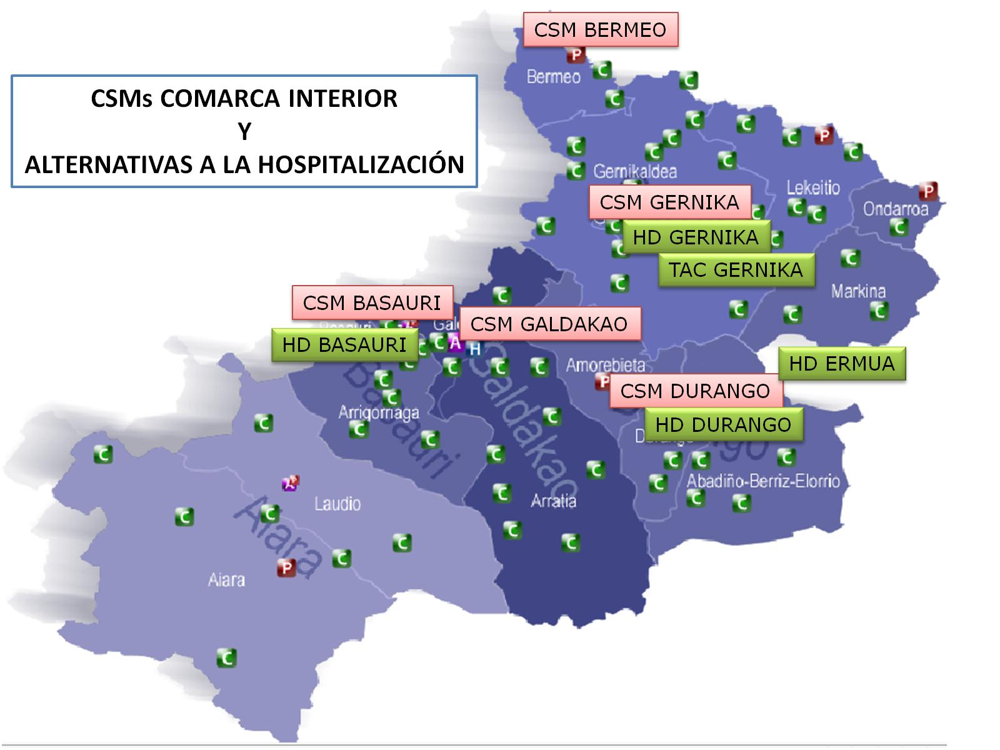 CSM BERMEO
P
C
Bermeo
C
C
CSMs COMARCA INTERIOR
Y
ALTERNATIVAS A LA HOSPITALIZACIÓN
C
C
C
C
P
C
C
C
C
C
Gernikaldea
Lekeitio
P
Ondarroa
CSM GERNIKA
C
C
C
C
C
C
HD GERNIKA
C
C
C
TAC GERNIKA
C
Markina
C
C
C
C
C
CSM BASAURI
CSM GALDAKAO
HD BASAURI
C
C
A
H
C
C
C
C
C
Amorebieta
P
HD ERMUA
CSM DURANGO
HD DURANGO
C
C
Arrigorriaga
Basauri
Galdakao
C
C
C
C
C
C
C
C
C
C
C
C
Abadiño-Berriz-Elorrio
C
C
A
P
Laudio
C
C
Aiara
C
Arratia
C
C
C
C
P
Aiara
C